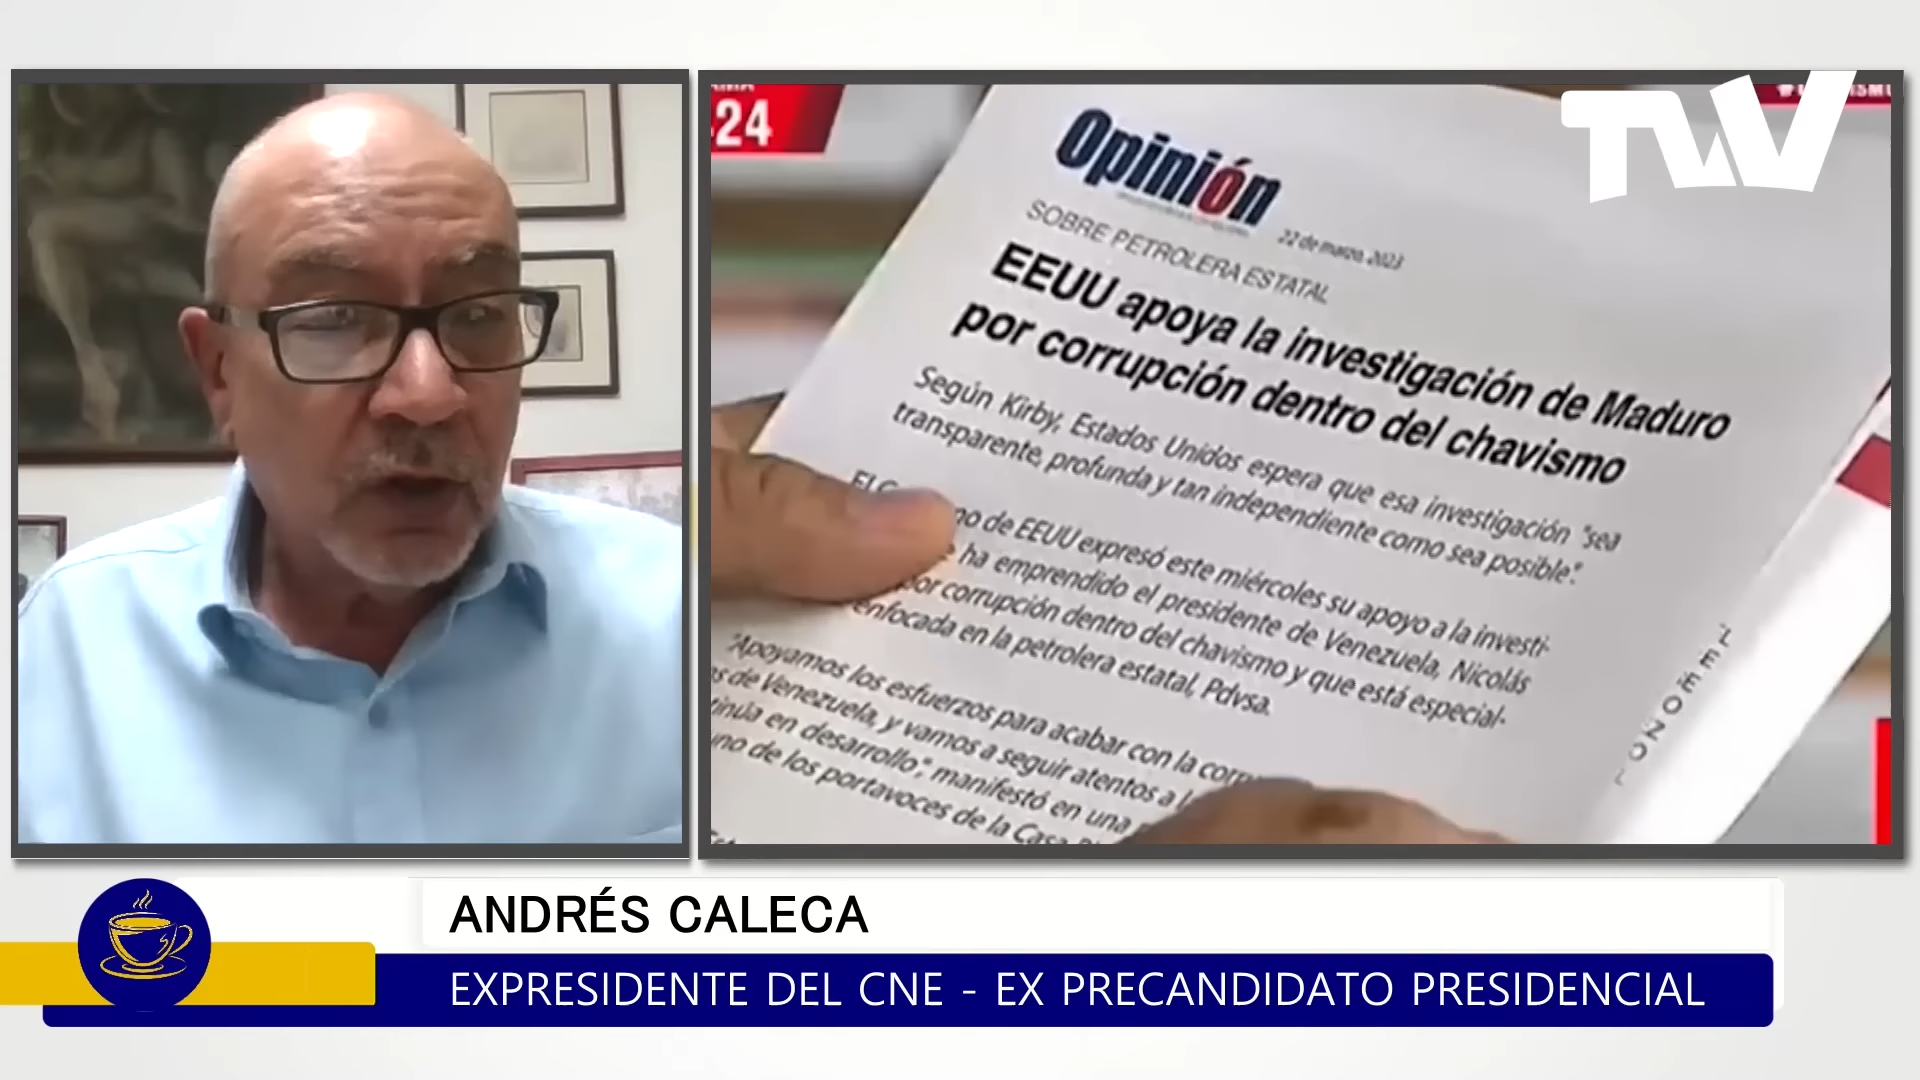 24
TVV
Opinión
22 de marzo, 2023
SOBRE PETROLERA ESTATAL
EEUU apoya la investigación de Maduro
por corrupción dentro del chavismo
Según Kirby, Estados Unidos espera que esa investigación "sea
transparente, profunda y tan independiente como sea posible".
no de EEUU expresó este miércoles su apoyo a la investi-
ha emprendido el presidente de Venezuela, Nicolás
por corrupción dentro del chavismo y que está especial-
enfocada en la petrolera estatal, Pdvsa.
"Apoyamos los esfuerzos para acabar con la
de Venezuela, y vamos a seguir atentos a
en desarrollo", manifestó en una
uno de los portavoces de la Casa
ANDRÉS CALECA
EXPRESIDENTE DEL CNE - EX PRECANDIDATO PRESIDENCIAL